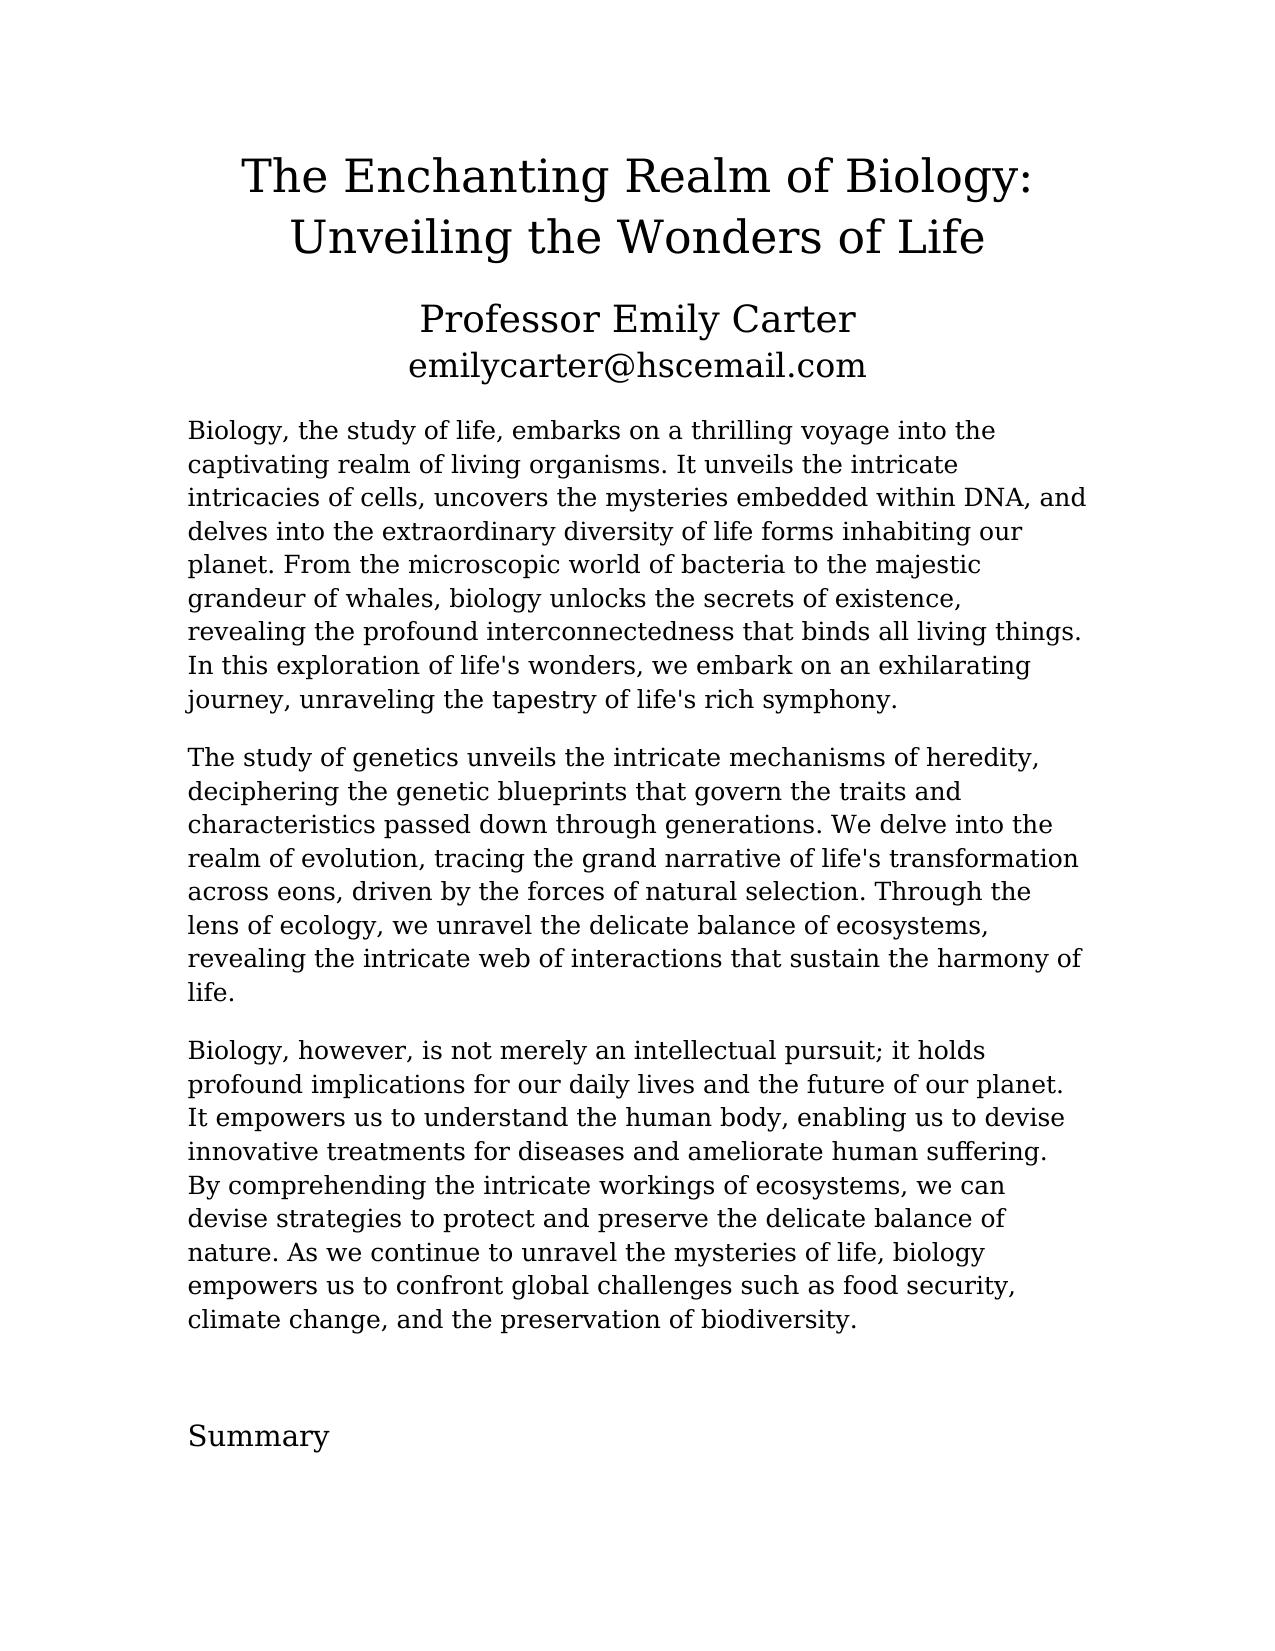 The Enchanting Realm of Biology:
Unveiling the Wonders of Life
Professor Emily Carter
emilycarter@hscemail.com
Biology, the study of life, embarks on a thrilling voyage into the
captivating realm of living organisms. It unveils the intricate
intricacies of cells, uncovers the mysteries embedded within DNA, and
delves into the extraordinary diversity of life forms inhabiting our
planet. From the microscopic world of bacteria to the majestic
grandeur of whales, biology unlocks the secrets of existence,
revealing the profound interconnectedness that binds all living things.
In this exploration of life's wonders, we embark on an exhilarating
journey, unraveling the tapestry of life's rich symphony.
The study of genetics unveils the intricate mechanisms of heredity,
deciphering the genetic blueprints that govern the traits and
characteristics passed down through generations. We delve into the
realm of evolution, tracing the grand narrative of life's transformation
across eons, driven by the forces of natural selection. Through the
lens of ecology, we unravel the delicate balance of ecosystems,
revealing the intricate web of interactions that sustain the harmony of
life.
Biology, however, is not merely an intellectual pursuit; it holds
profound implications for our daily lives and the future of our planet.
It empowers us to understand the human body, enabling us to devise
innovative treatments for diseases and ameliorate human suffering.
By comprehending the intricate workings of ecosystems, we can
devise strategies to protect and preserve the delicate balance of
nature. As we continue to unravel the mysteries of life, biology
empowers us to confront global challenges such as food security,
climate change, and the preservation of biodiversity.
Summary